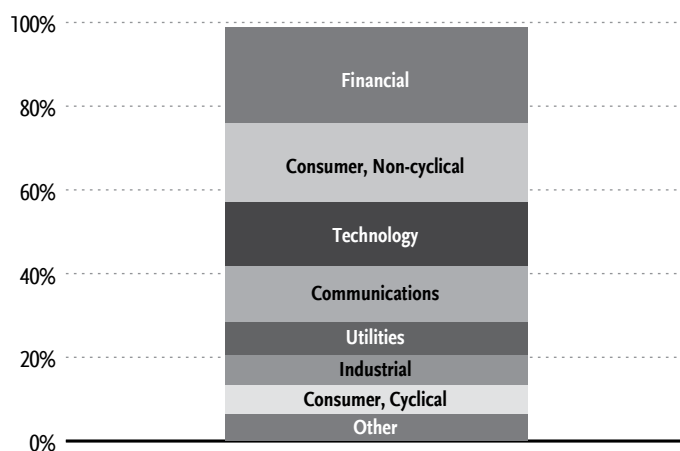 100%
Financial
80%
Consumer, Non-cyclical
60%
Technology
40%
Communications
Utilities
20%
Industrial
Consumer, Cyclical
Other
0%